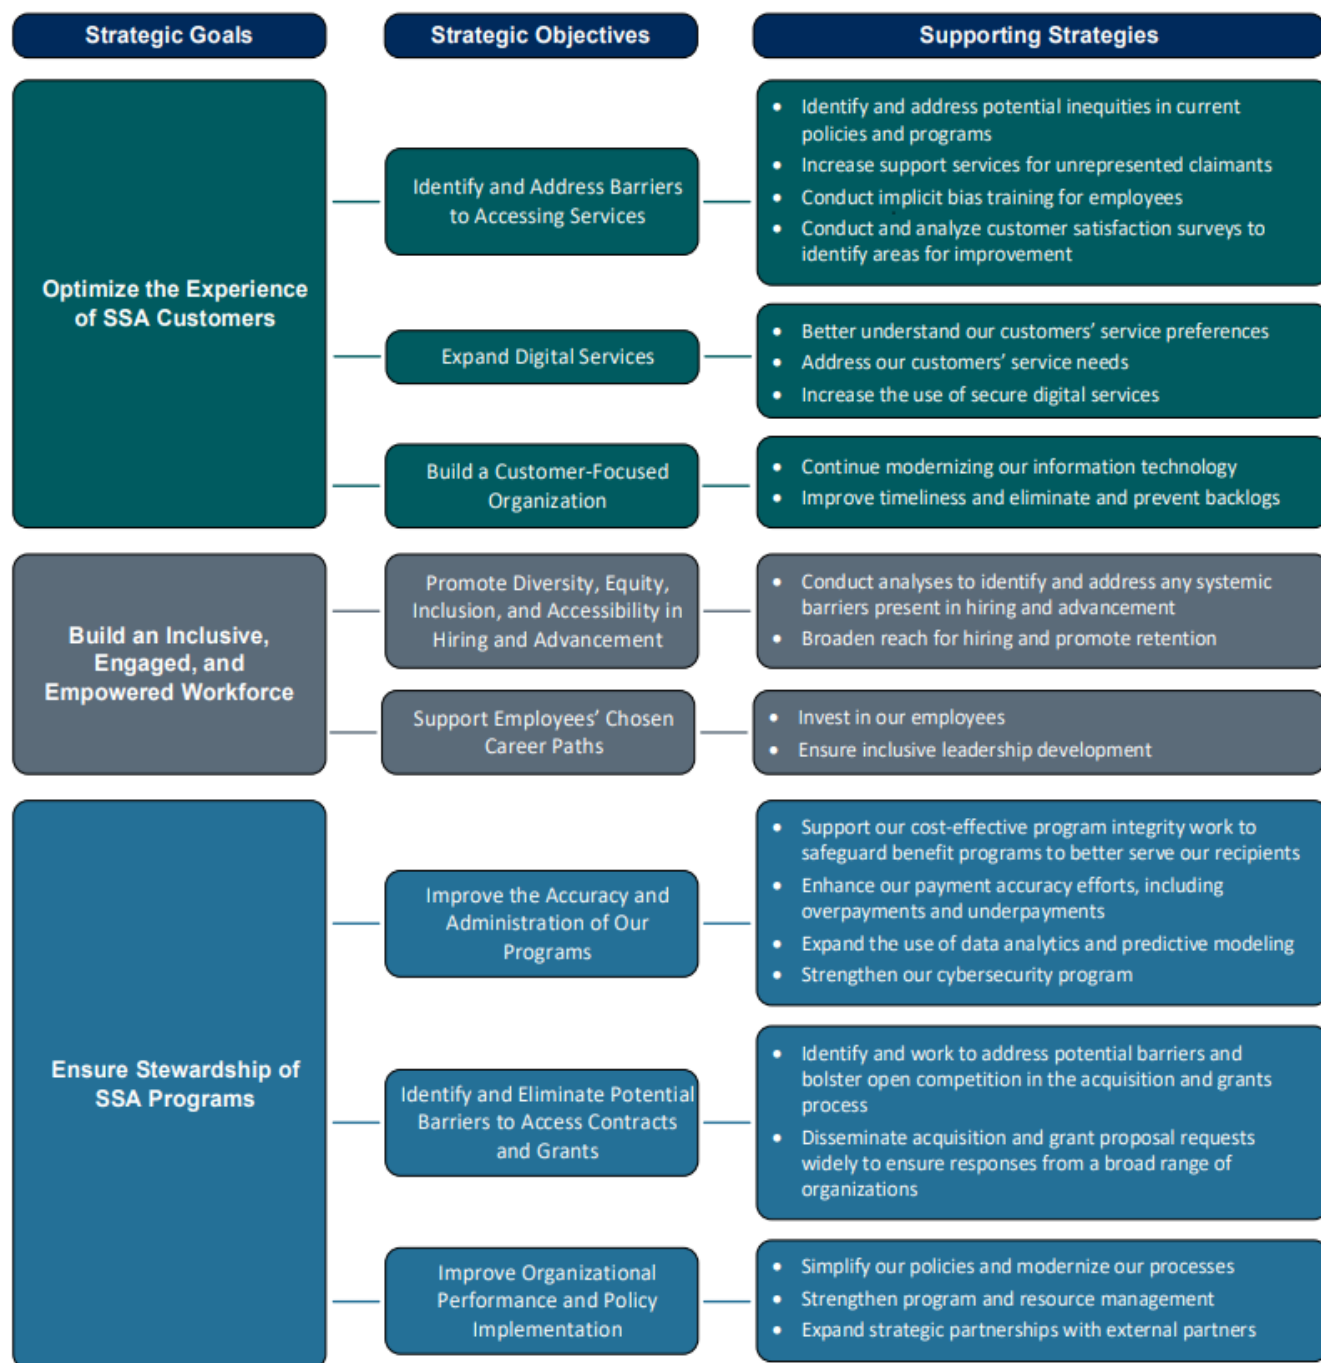 Strategic Goals
Strategic Objectives
Supporting Strategies
Optimize the Experience
of SSA Customers
Identify and Address Barriers
to Accessing Services
• Identify and address potential inequities in current
policies and programs
• Increase support services for unrepresented claimants
• Conduct implicit bias training for employees
• Conduct and analyze customer satisfaction surveys to
identify areas for improvement
Expand Digital Services
• Better understand our customers’ service preferences
• Address our customers’ service needs
• Increase the use of secure digital services
Build a Customer-Focused
Organization
• Continue modernizing our information technology
• Improve timeliness and eliminate and prevent backlogs
Build an Inclusive,
Engaged, and
Empowered Workforce
Promote Diversity, Equity,
Inclusion, and Accessibility in
Hiring and Advancement
• Conduct analyses to identify and address any systemic
barriers present in hiring and advancement
• Broaden reach for hiring and promote retention
Support Employees’ Chosen
Career Paths
• Invest in our employees
• Ensure inclusive leadership development
Ensure Stewardship of
SSA Programs
Improve the Accuracy and
Administration of Our
Programs
• Support our cost-effective program integrity work to
safeguard benefit programs to better serve our recipients
• Enhance our payment accuracy efforts, including
overpayments and underpayments
• Expand the use of data analytics and predictive modeling
• Strengthen our cybersecurity program
Identify and Eliminate Potential
Barriers to Access Contracts
and Grants
• Identify and work to address potential barriers and
bolster open competition in the acquisition and grants
process
• Disseminate acquisition and grant proposal requests
widely to ensure responses from a broad range of
organizations
Improve Organizational
Performance and Policy
Implementation
• Simplify our policies and modernize our processes
• Strengthen program and resource management
• Expand strategic partnerships with external partners